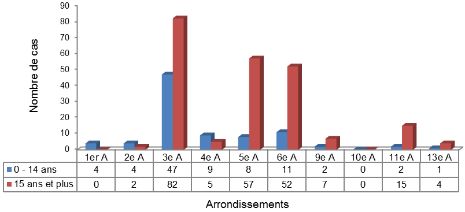 90
80
70
60
50
40
30
20
10
0
Nombre de cas
1er A 2e A 3e A 4e A 5e A 6e A 9e A 10e A 11e A 13e A
0 - 14 ans 4 4 47 9 8 11 2 0 2 1
15 ans et plus 0 2 82 5 57 52 7 0 15 4
Arrondissements